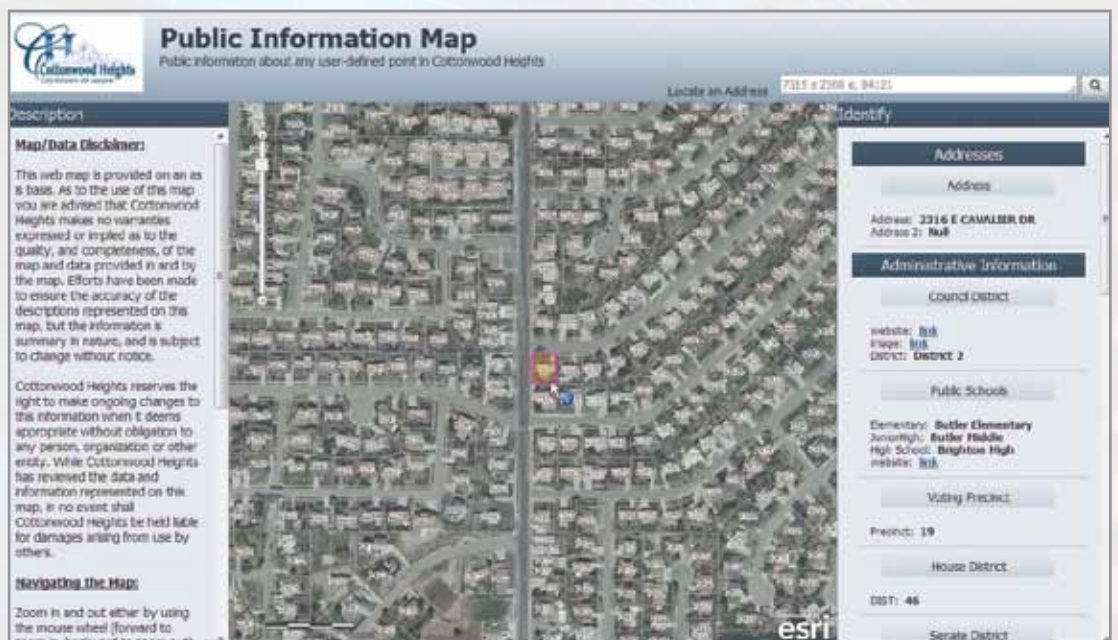 Cottonwood Heights
Public Information Map
Public information about any user-defined point in Cottonwood Heights
Locate an Address
7315 s 2368 e, 84121
Description
Map/Data Disclaimer:
This web map is provided on an as
is basis. As to the use of this map
you are advised that Cottonwood
Heights makes no warranties
expressed or implied as to the
quality, and completeness, of the
map and data provided in and by
the map. Efforts have been made
to ensure the accuracy of the
descriptions represented on this
map, but the information is
summary in nature, and is subject
to change without notice.
Cottonwood Heights reserves the
right to make ongoing changes to
this information when it deems
appropriate without obligation to
any person, organization or other
entity. While Cottonwood Heights
has reviewed the data and
information represented on this
map, in no event shall
Cottonwood Heights be held liable
for damages arising from use by
others.
Navigating the Map:
Zoom in and out either by using
the mouse wheel (forward to
esri
Identify
Addresses
Address
Address: 2316 E CAVALIER DR
Address 2: Null
Administrative Information
Council District
website: link
image: link
District: District 2
Public Schools
Elementary: Butler Elementary
JuniorHigh: Butler Middle
High School: Brighton High
website: link
Voting Precinct
Precinct: 19
House District
DIST: 46
Senate District